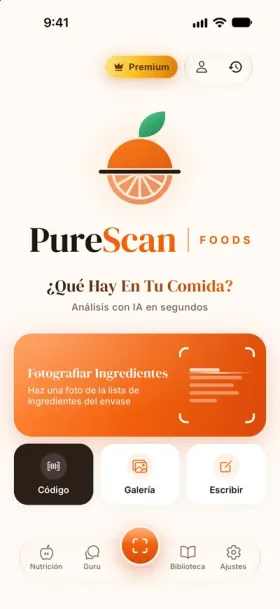 9:41
Premium
PureScan | FOODS
¿Qué Hay En Tu Comida?
Análisis con IA en segundos
Fotografiar Ingredientes
Haz una foto de la lista de
ingredientes del envase
Código
Galería
Escribir
Nutrición
Guru
Biblioteca
Ajustes